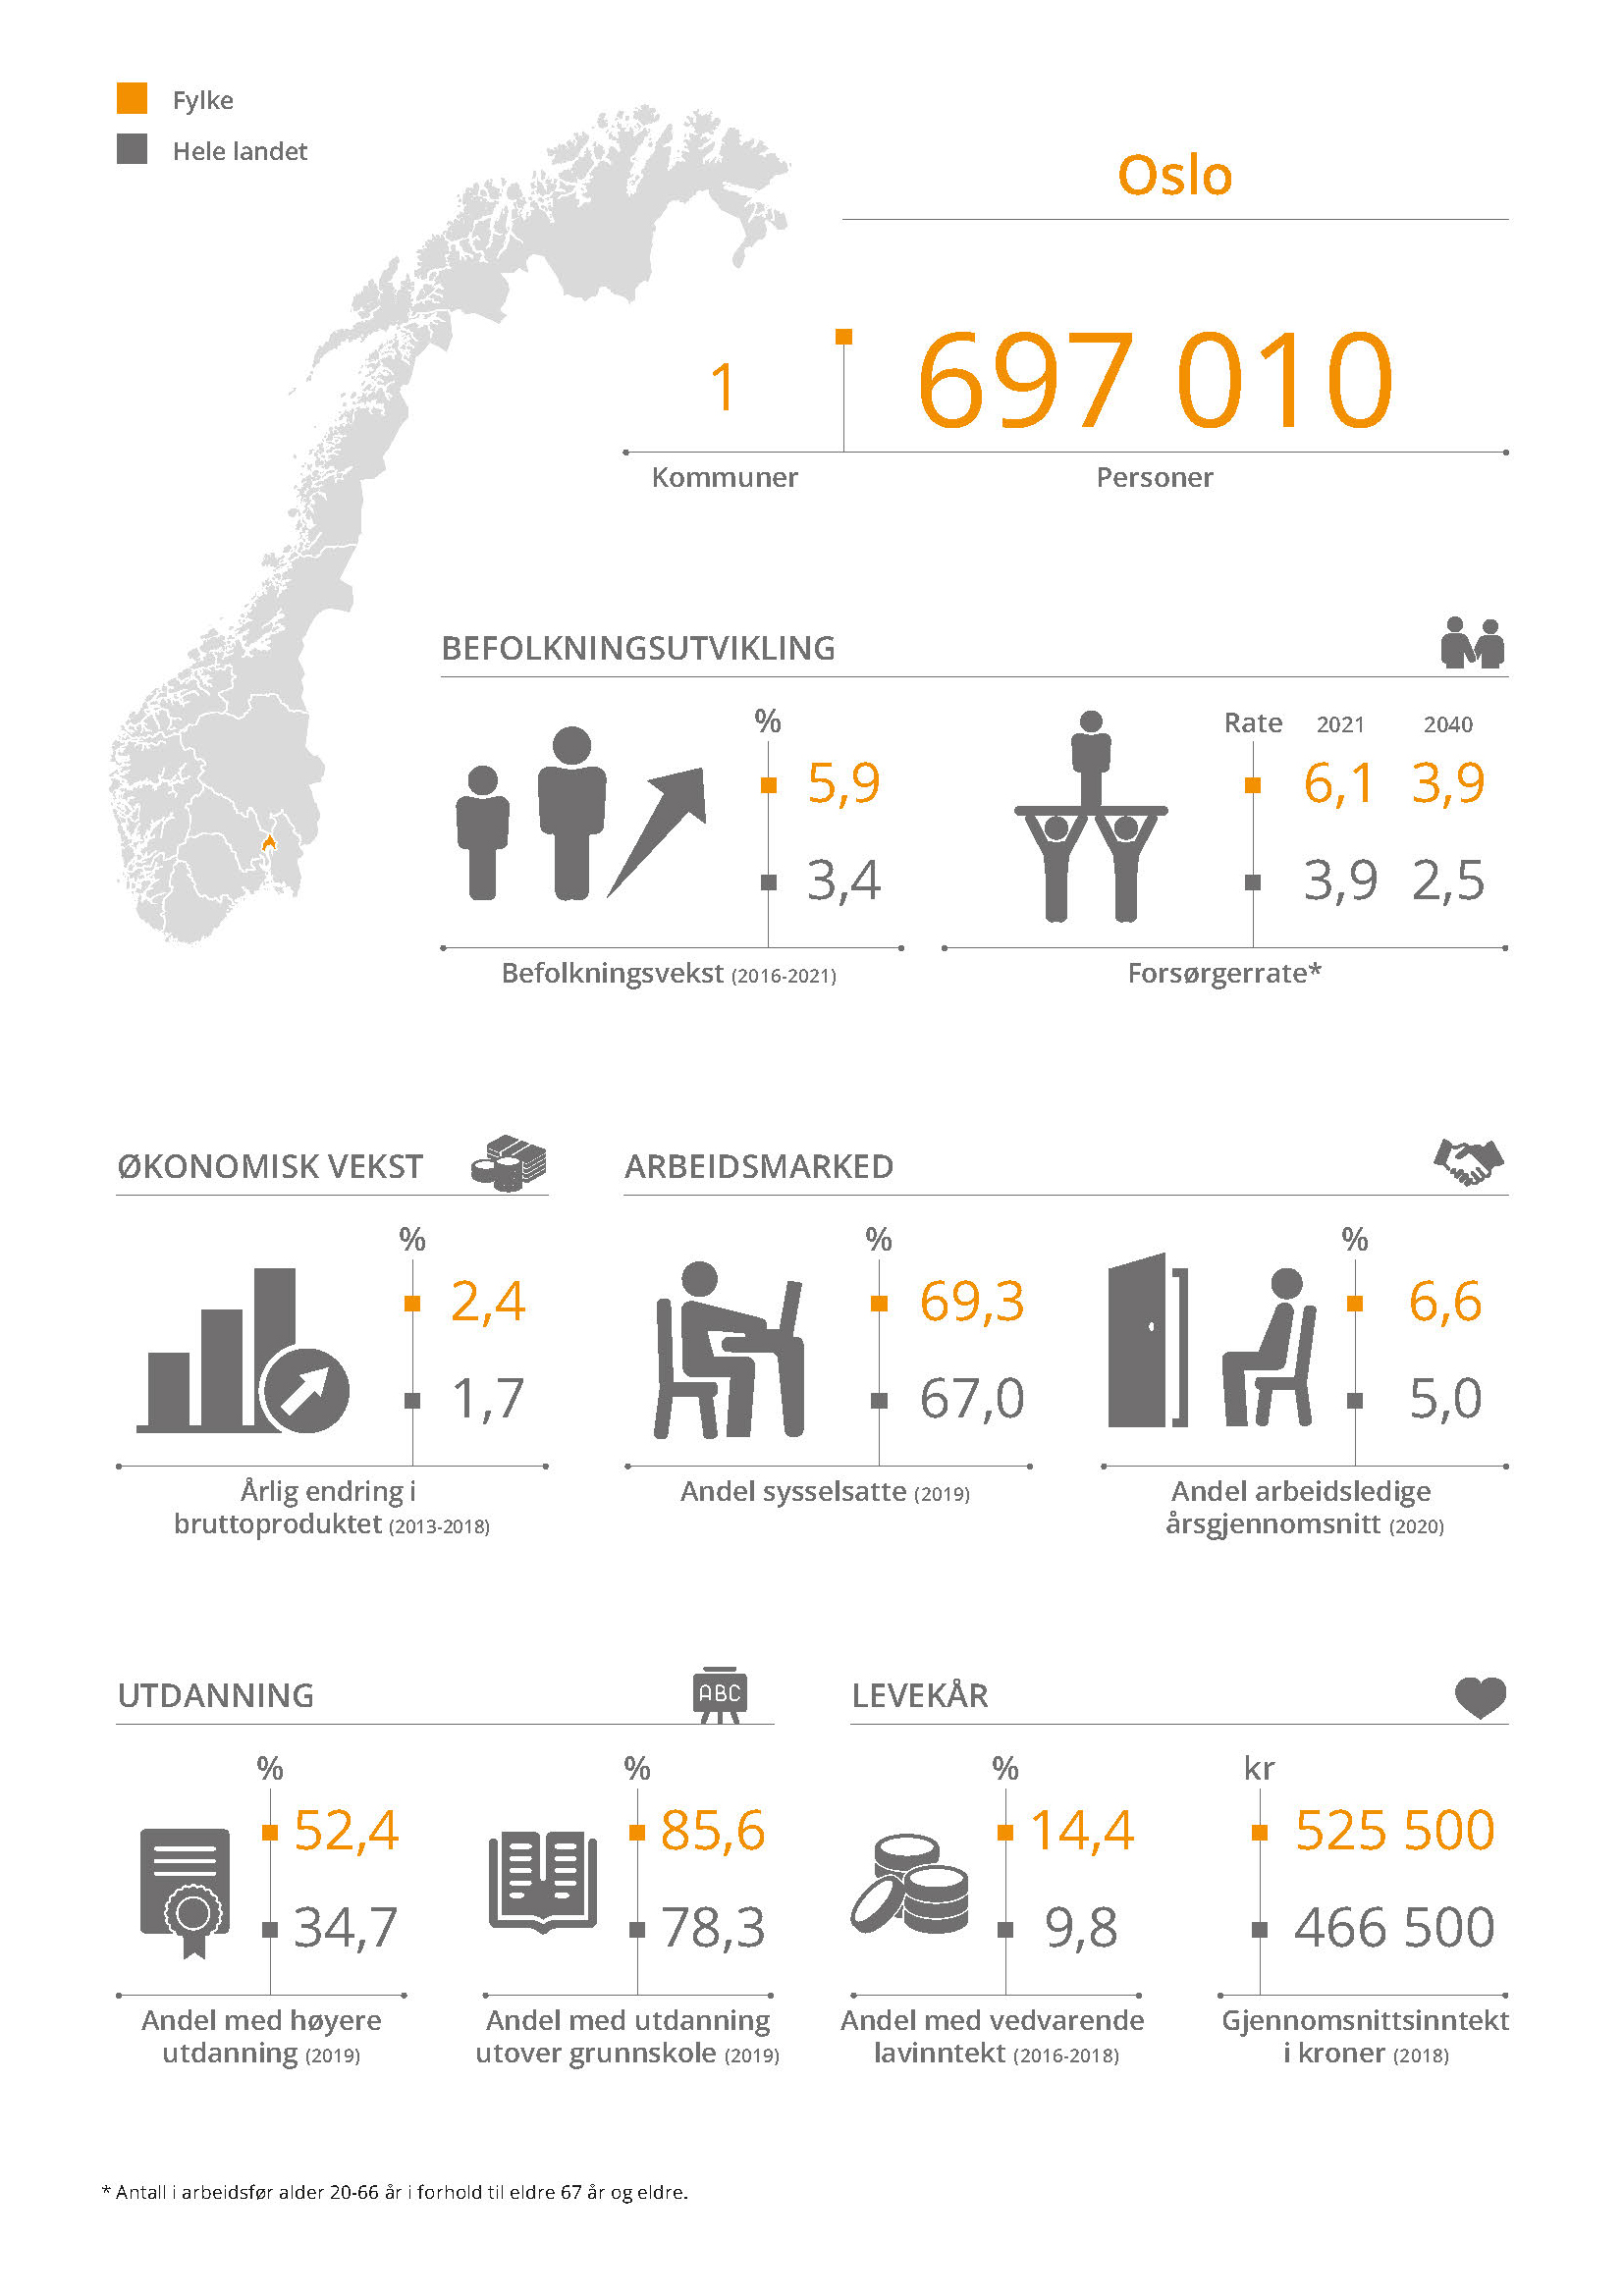 Fylke
Hele landet
Oslo
1
697 010
Kommuner
Personer
BEFOLKNINGSUTVIKLING
%
5,9
3,4
Befolkningsvekst (2016-2021)
Rate 2021 2040
6,1 3,9
3,9 2,5
Forsørgerrate*
ØKONOMISK VEKST
%
2,4
1,7
Årlig endring i
bruttoproduktet (2013-2018)
ARBEIDSMARKED
%
69,3
67,0
Andel sysselsatte (2019)
%
6,6
5,0
Andel arbeidsledige
årsgjennomsnitt (2020)
UTDANNING
ABC
%
52,4
34,7
Andel med høyere
utdanning (2019)
%
85,6
78,3
Andel med utdanning
utover grunnskole (2019)
LEVEKÅR
%
14,4
9,8
Andel med vedvarende
lavinntekt (2016-2018)
kr
525 500
466 500
Gjennomsnittsinntekt
i kroner (2018)
* Antall i arbeidsfør alder 20-66 år i forhold til eldre 67 år og eldre.